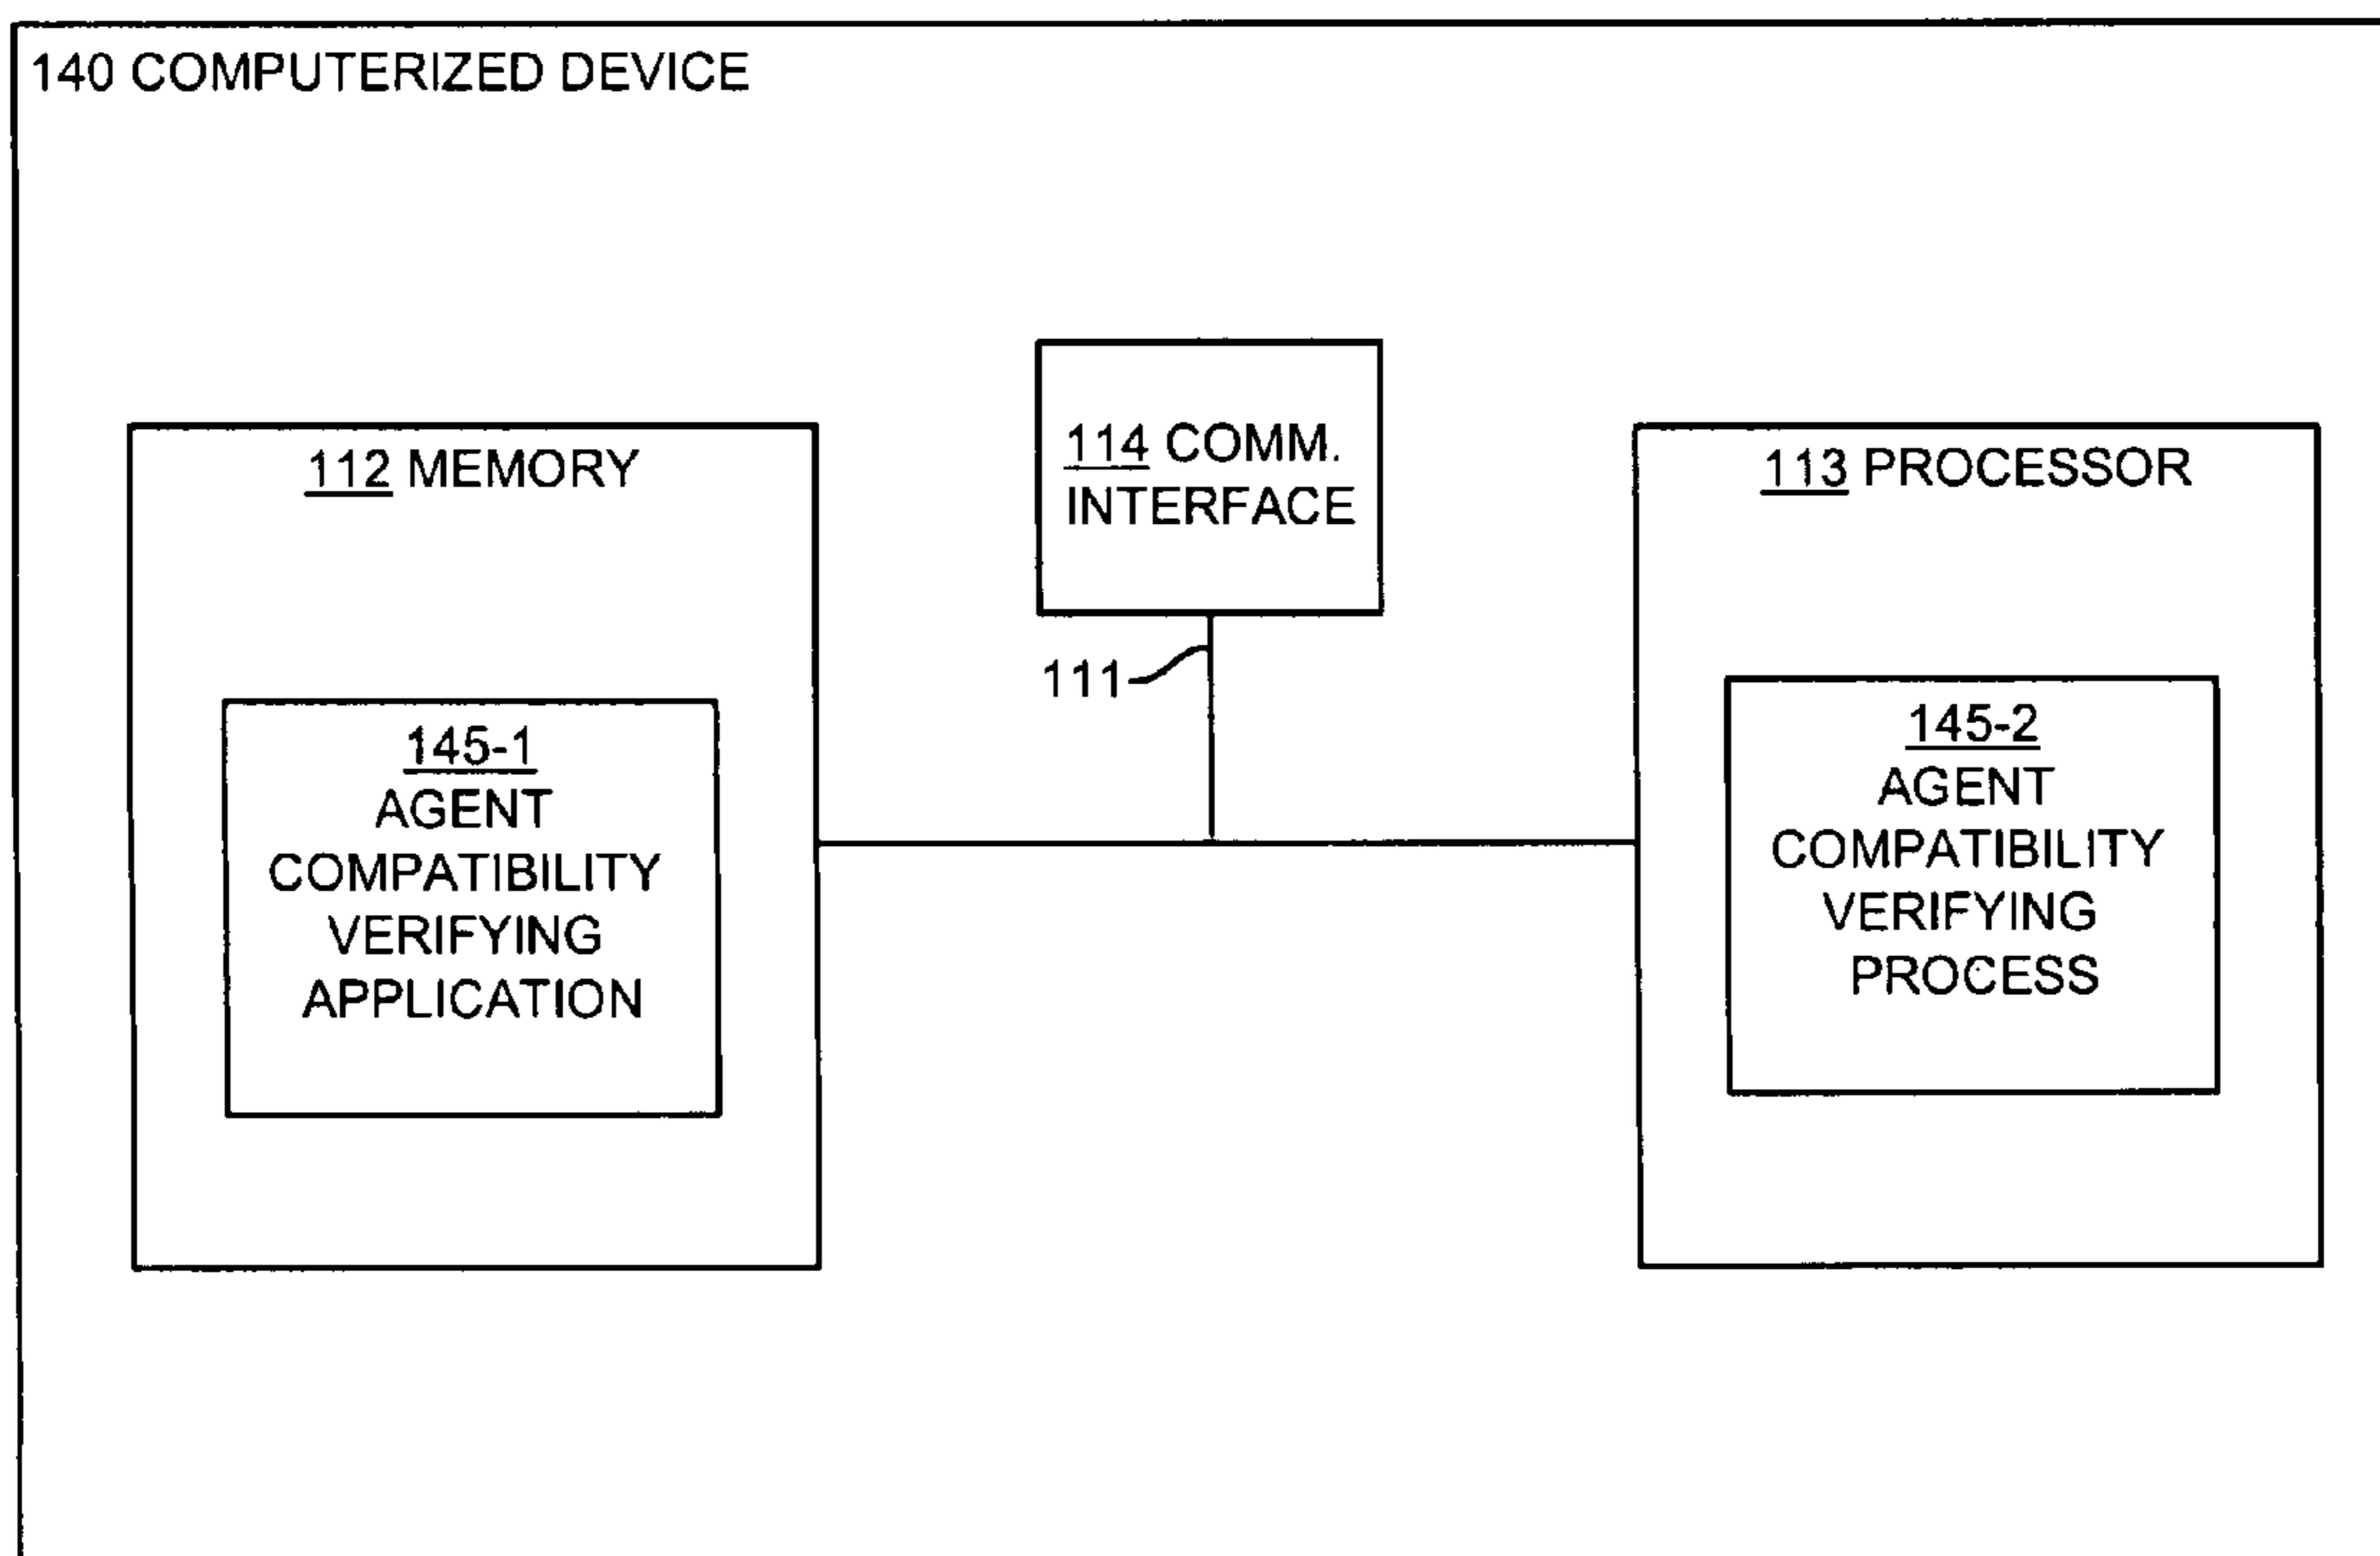 140 COMPUTERIZED DEVICE
114 COMM.
INTERFACE
112 MEMORY
113 PROCESSOR
111
145-1
AGENT
COMPATIBILITY
VERIFYING
APPLICATION
145-2
AGENT
COMPATIBILITY
VERIFYING
PROCESS